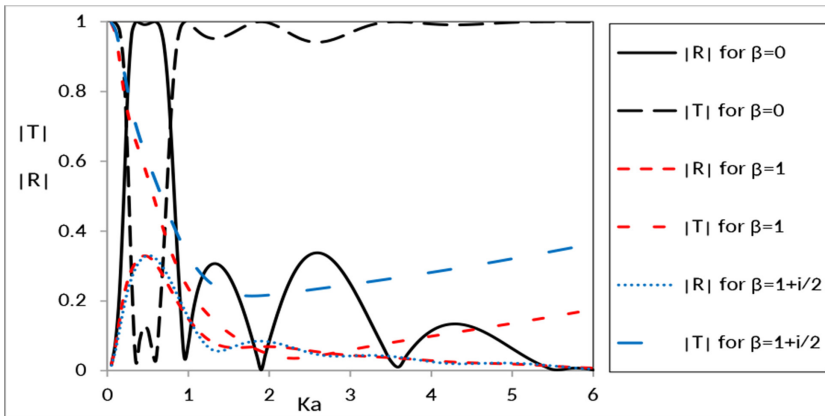 1
0.8
|T|
0.6
|R|
0.4
0.2
0
0 1 2 3 4 5 6
Ka
|R| for β=0
|T| for β=0
|R| for β=1
|T| for β=1
|R| for β=1+i/2
|T| for β=1+i/2